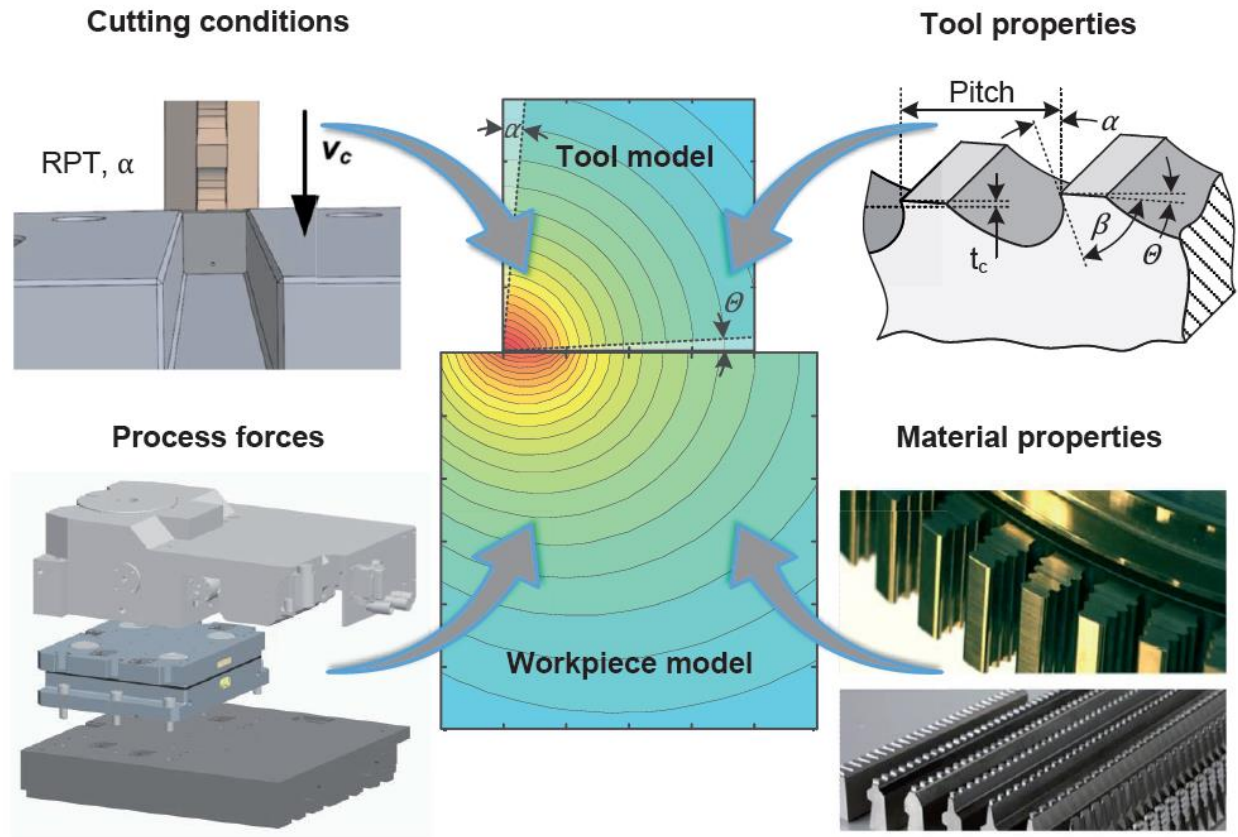 Cutting conditions
Tool properties
RPT, α
v_c
α
Tool model
Θ
Pitch
α
t_c
β
Θ
Process forces
Material properties
Workpiece model